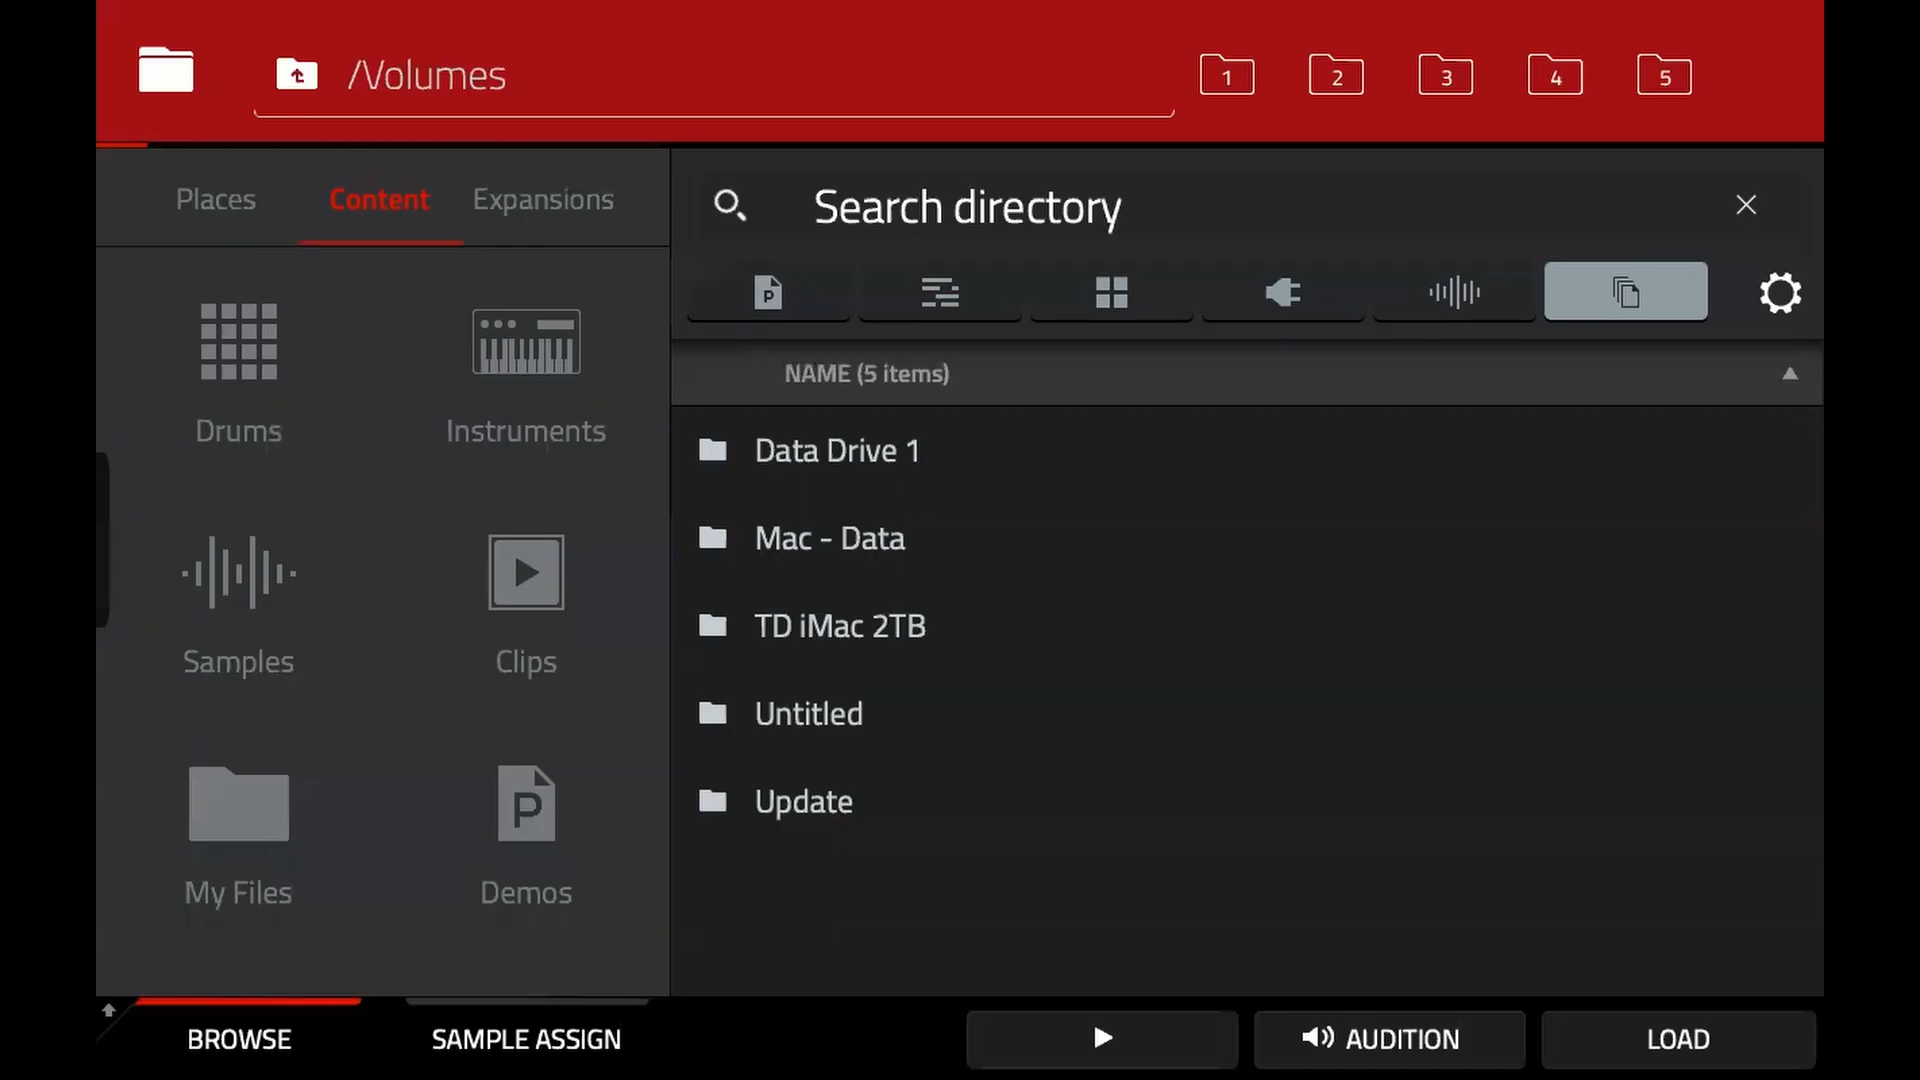 /Volumes
1 2 3 4 5
Places Content Expansions
Search directory
P
NAME (5 items)
Drums Instruments
Samples Clips
My Files P Demos
Data Drive 1
Mac - Data
TD iMac 2TB
Untitled
Update
BROWSE SAMPLE ASSIGN AUDITION LOAD